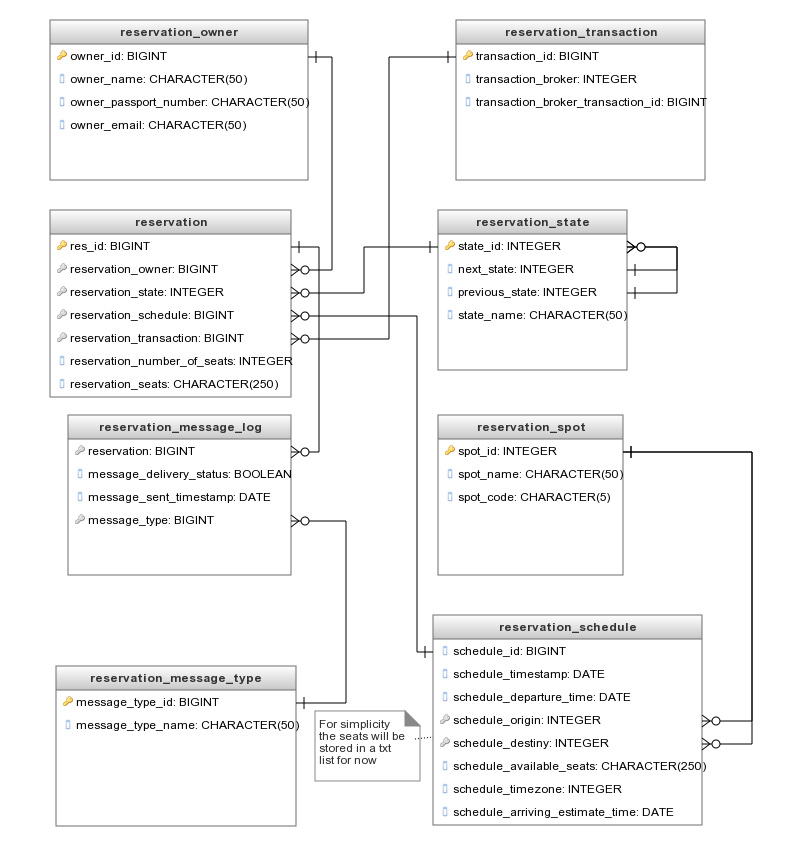 reservation_owner
owner_id: BIGINT
owner_name: CHARACTER(50)
owner_passport_number: CHARACTER(50)
owner_email: CHARACTER(50)
reservation_transaction
transaction_id: BIGINT
transaction_broker: INTEGER
transaction_broker_transaction_id: BIGINT
reservation
res_id: BIGINT
reservation_owner: BIGINT
reservation_state: INTEGER
reservation_schedule: BIGINT
reservation_transaction: BIGINT
reservation_number_of_seats: INTEGER
reservation_seats: CHARACTER(250)
reservation_state
state_id: INTEGER
next_state: INTEGER
previous_state: INTEGER
state_name: CHARACTER(50)
reservation_message_log
reservation: BIGINT
message_delivery_status: BOOLEAN
message_sent_timestamp: DATE
message_type: BIGINT
reservation_spot
spot_id: INTEGER
spot_name: CHARACTER(50)
spot_code: CHARACTER(5)
reservation_message_type
message_type_id: BIGINT
message_type_name: CHARACTER(50)
For simplicity
the seats will be
stored in a txt
list for now
reservation_schedule
schedule_id: BIGINT
schedule_timestamp: DATE
schedule_departure_time: DATE
schedule_origin: INTEGER
schedule_destiny: INTEGER
schedule_available_seats: CHARACTER(250)
schedule_timezone: INTEGER
schedule_arriving_estimate_time: DATE